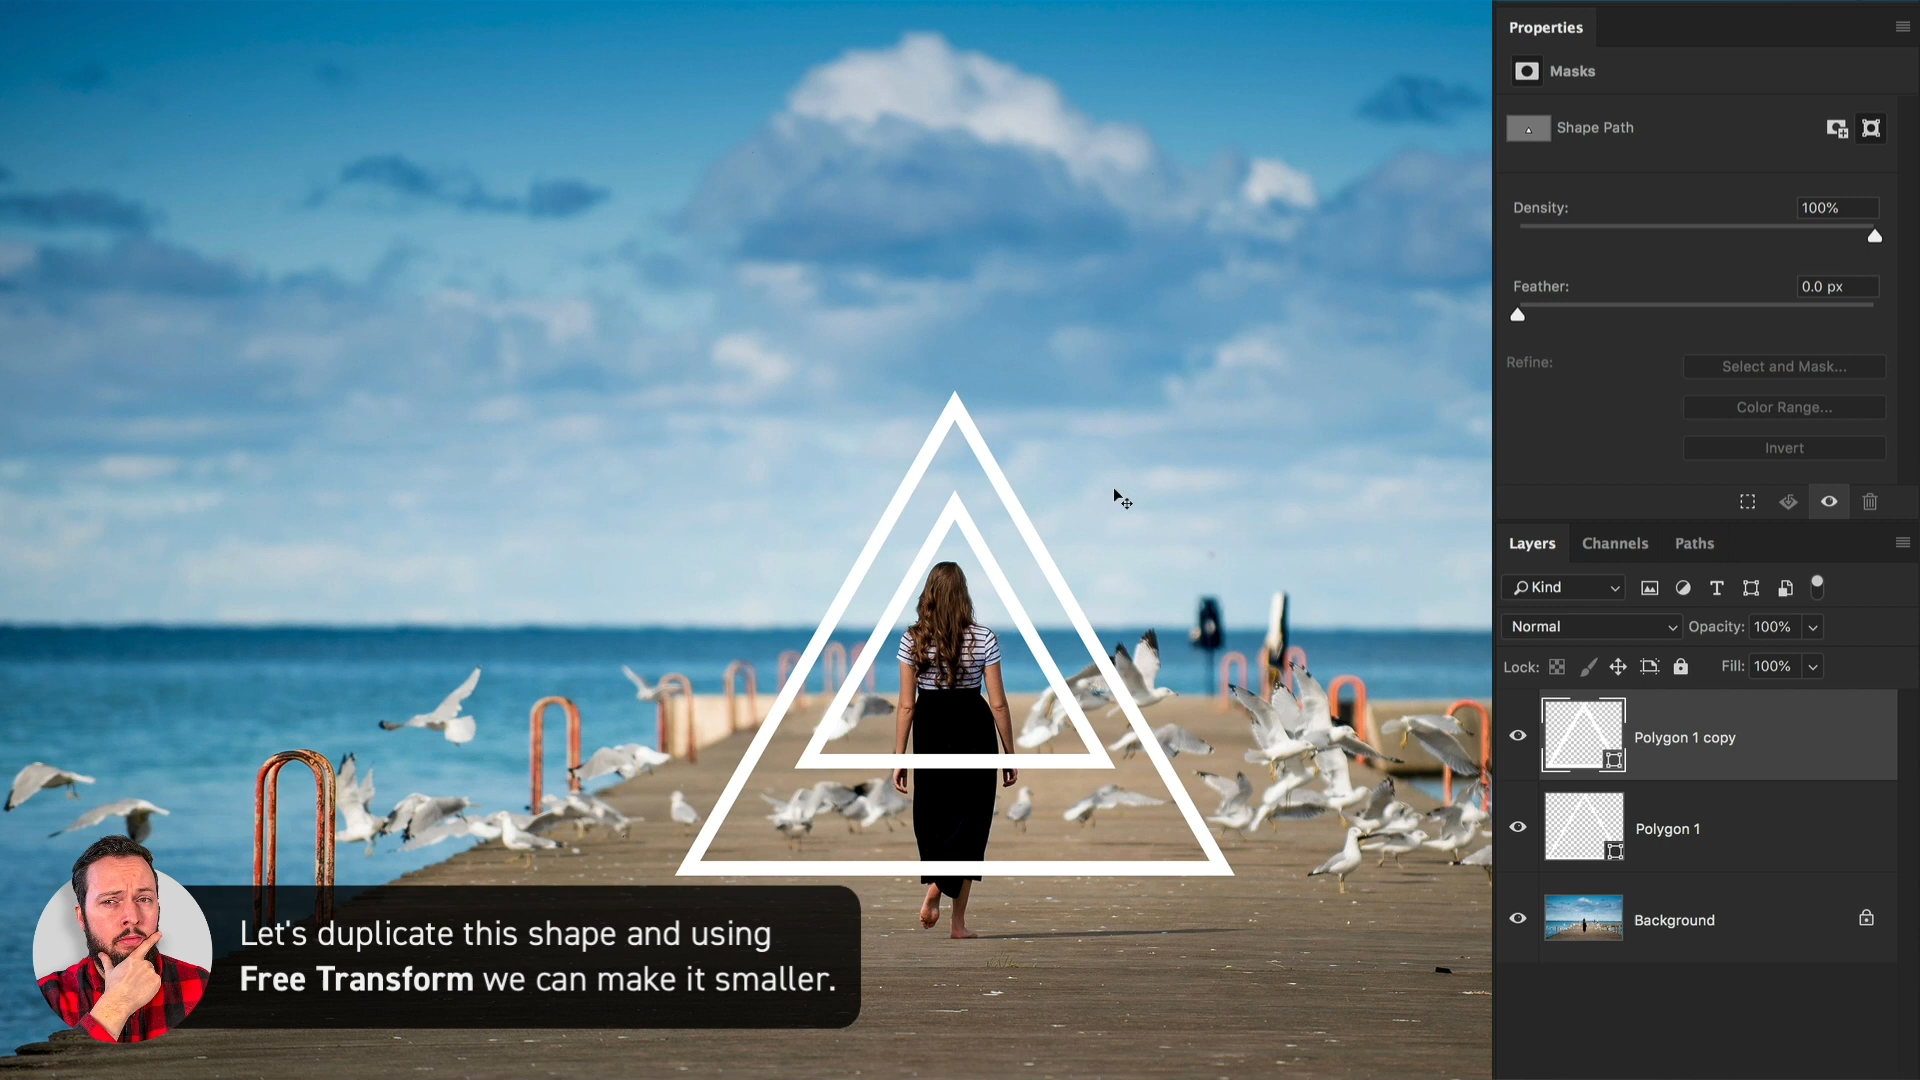 Properties
Masks
Shape Path
Density:
100%
Feather:
0.0 px
Refine:
Select and Mask...
Color Range...
Invert
Layers
Channels
Paths
Kind
Normal
Opacity: 100%
Lock:
Fill: 100%
Polygon 1 copy
Polygon 1
Background
Let's duplicate this shape and using
Free Transform we can make it smaller.